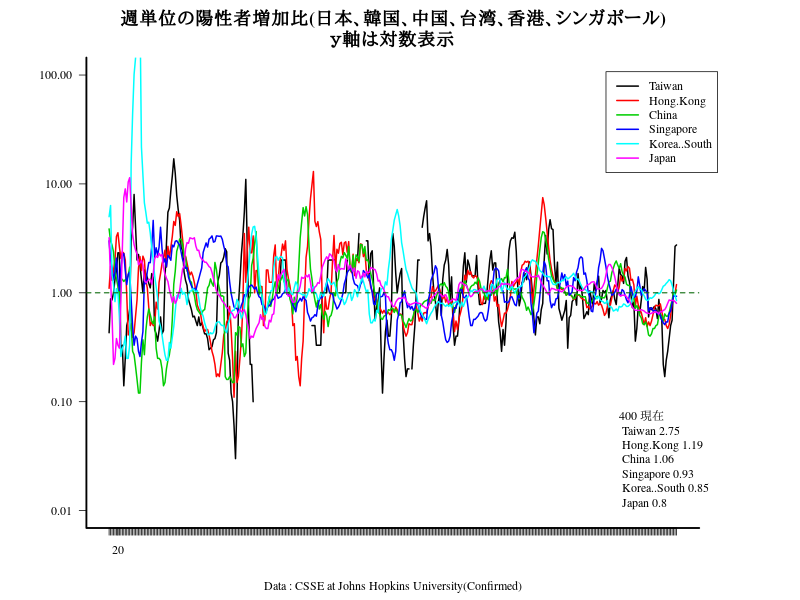 週単位の陽性者増加比(日本、韓国、中国、台湾、香港、シンガポール)
y軸は対数表示
100.00
10.00
1.00
0.10
0.01
Taiwan
Hong.Kong
China
Singapore
Korea..South
Japan
400 現在
Taiwan 2.75
Hong.Kong 1.19
China 1.06
Singapore 0.93
Korea..South 0.85
Japan 0.8
20
Data : CSSE at Johns Hopkins University(Confirmed)